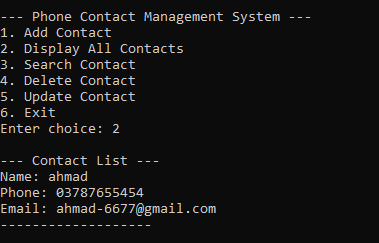 --- Phone Contact Management System ---
1. Add Contact
2. Display All Contacts
3. Search Contact
4. Delete Contact
5. Update Contact
6. Exit
Enter choice: 2

--- Contact List ---
Name: ahmad
Phone: 03787655454
Email: ahmad-6677@gmail.com
-------------------